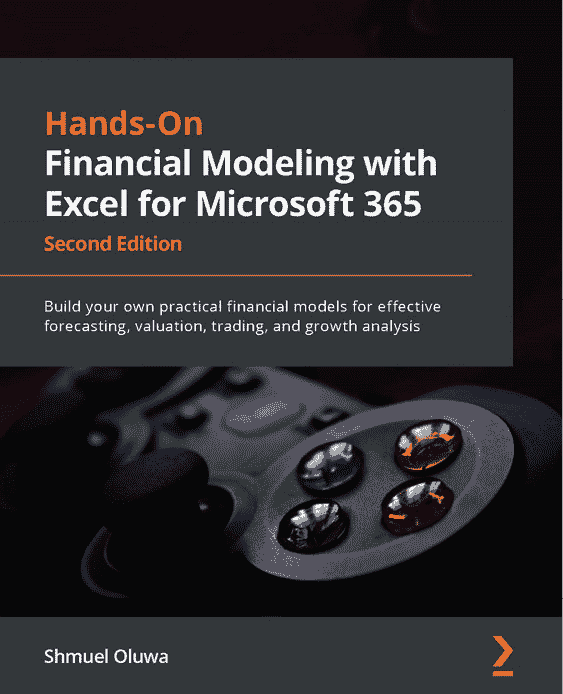 Hands-On
Financial Modeling with
Excel for Microsoft 365
Second Edition
Build your own practical financial models for effective
forecasting, valuation, trading, and growth analysis
Shmuel Oluwa